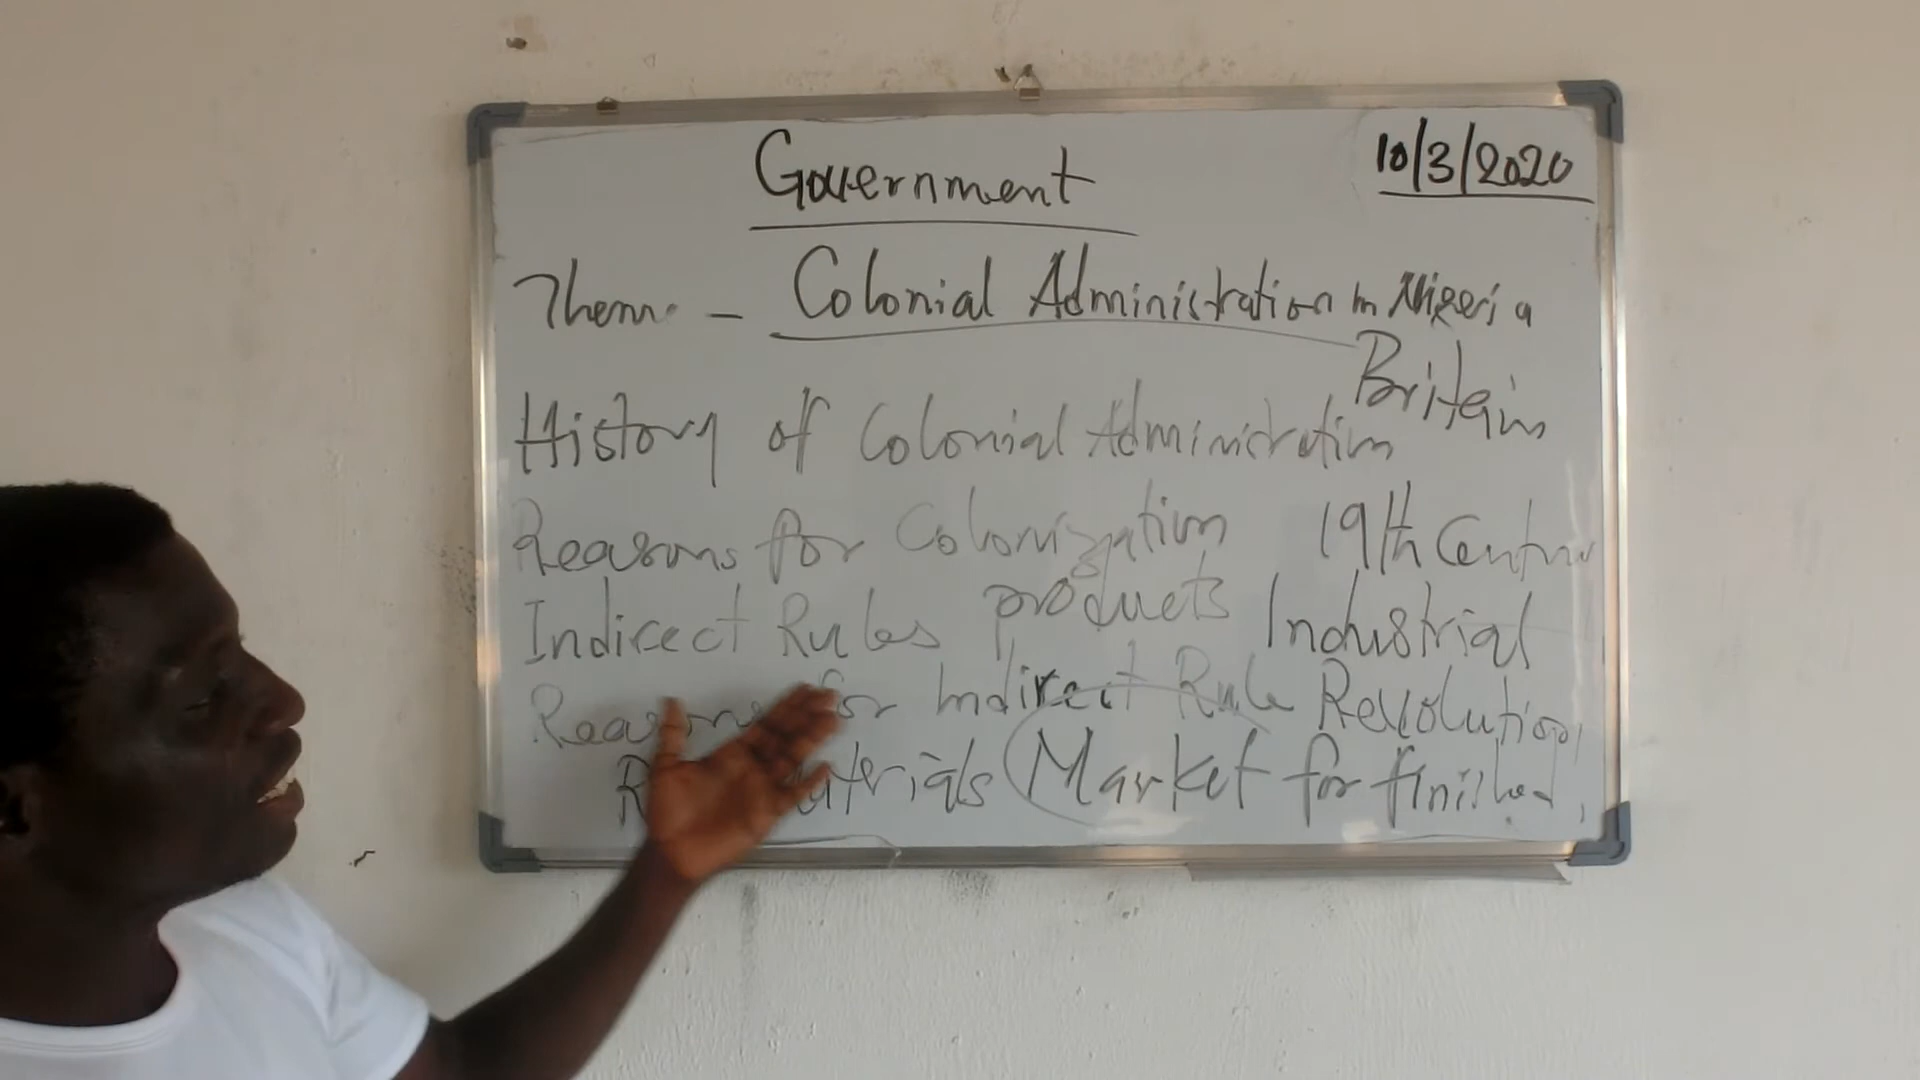 Government
10/3/2020
Theme - Colonial Administration in Nigeria
Britain
History of Colonial Administration
Reasons for Colonization
19th Century
Indirect Rules
products
Industrial
Reasons for Indirect Rule
Revolution
Materials Market for finished